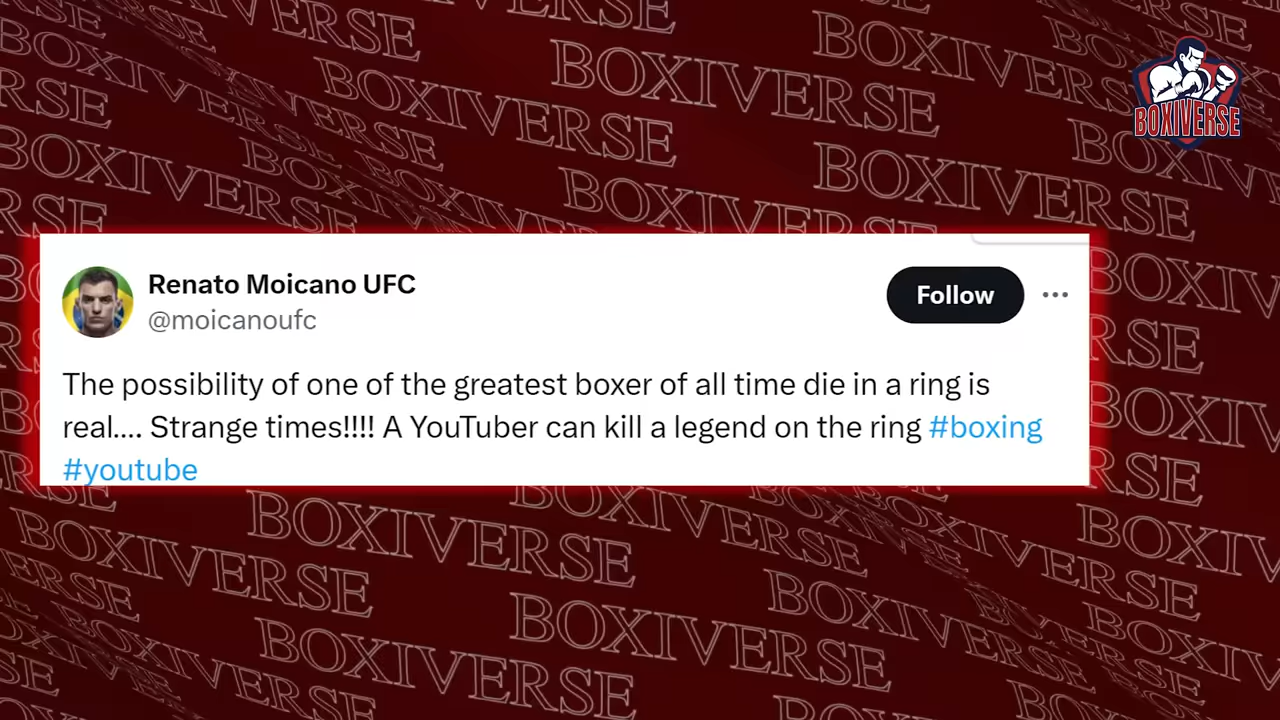 BOXIVERSE
Renato Moicano UFC
@moicanoufc
Follow
The possibility of one of the greatest boxer of all time die in a ring is
real.... Strange times!!!! A YouTuber can kill a legend on the ring #boxing
#youtube